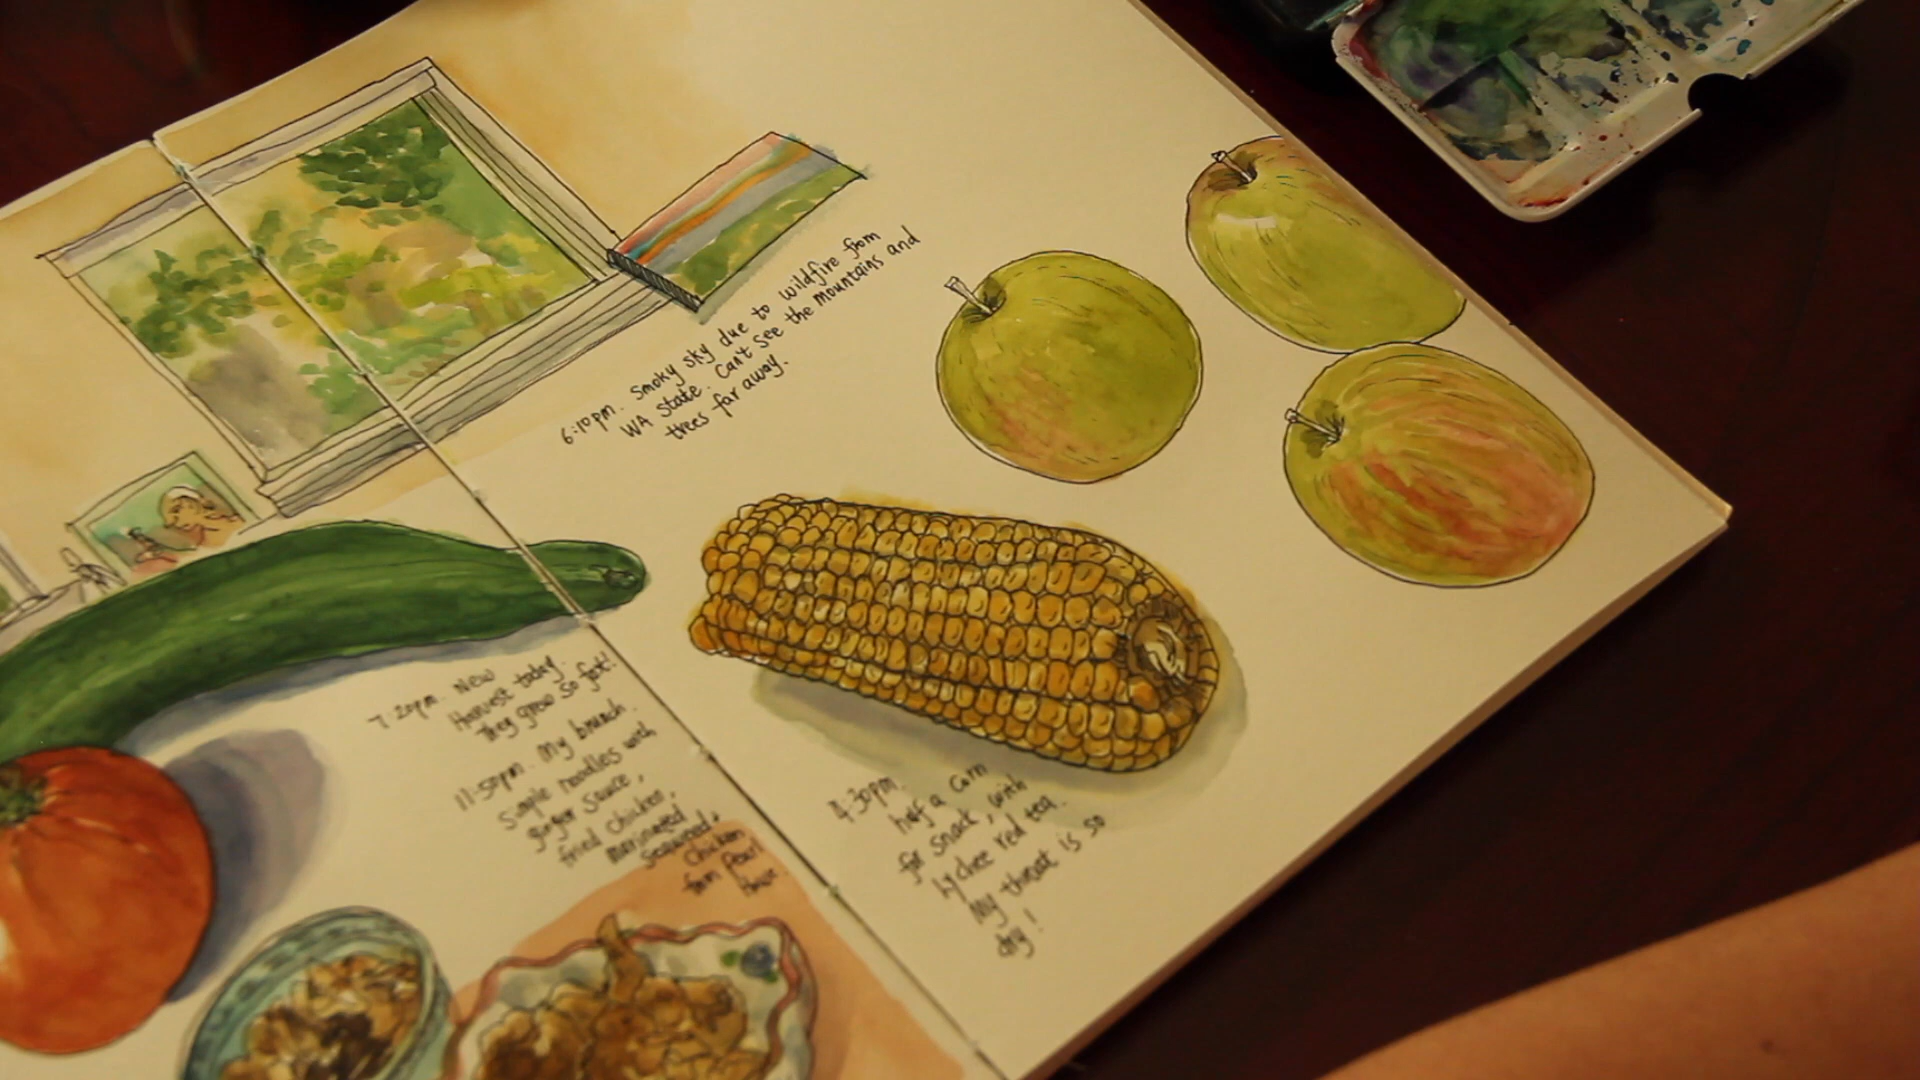 6:10pm. Smoky sky due to wildfire from
WA state. Can't see the mountains and
trees far away.
7:20pm. New
Harvest today.
They grow so fast!
11:50pm. My brunch.
Simple noodles with
ginger sauce,
fried chicken,
marinated
seaweed +
chicken
from
4:30pm.
half a corn
for snack, with
Lychee red tea.
My throat is so
dry!